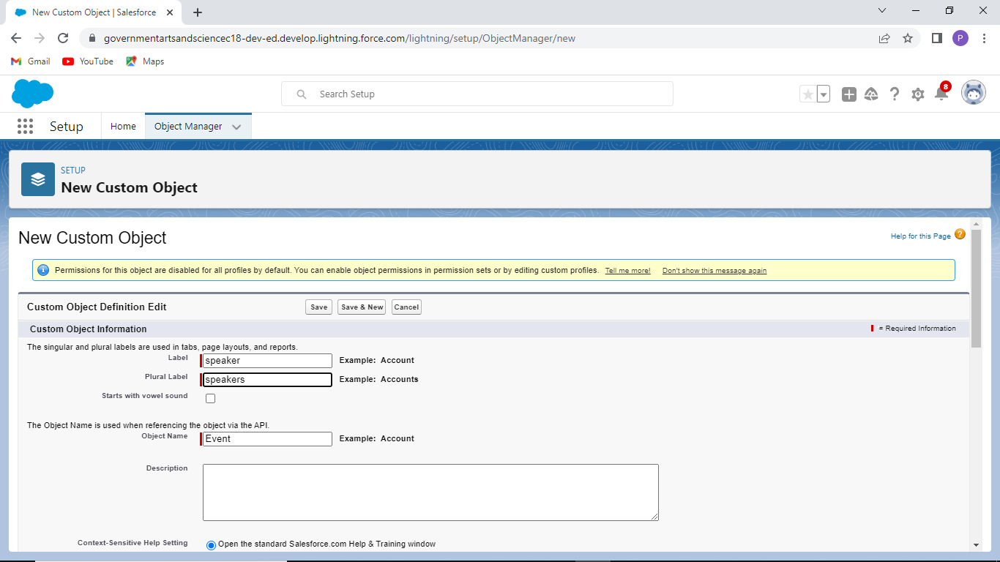 New Custom Object | Salesforce
governmentartsandsciencec18-dev-ed.develop.lightning.force.com/lightning/setup/ObjectManager/new
P
Gmail YouTube Maps
Search Setup
8
Setup Home Object Manager
SETUP
New Custom Object
New Custom Object
Help for this Page ?
Permissions for this object are disabled for all profiles by default. You can enable object permissions in permission sets or by editing custom profiles. Tell me more! Don't show this message again
Custom Object Definition Edit Save Save & New Cancel
Custom Object Information = Required Information
The singular and plural labels are used in tabs, page layouts, and reports.
Label speaker Example: Account
Plural Label speakers Example: Accounts
Starts with vowel sound
The Object Name is used when referencing the object via the API.
Object Name Event Example: Account
Description
Context-Sensitive Help Setting Open the standard Salesforce.com Help & Training window